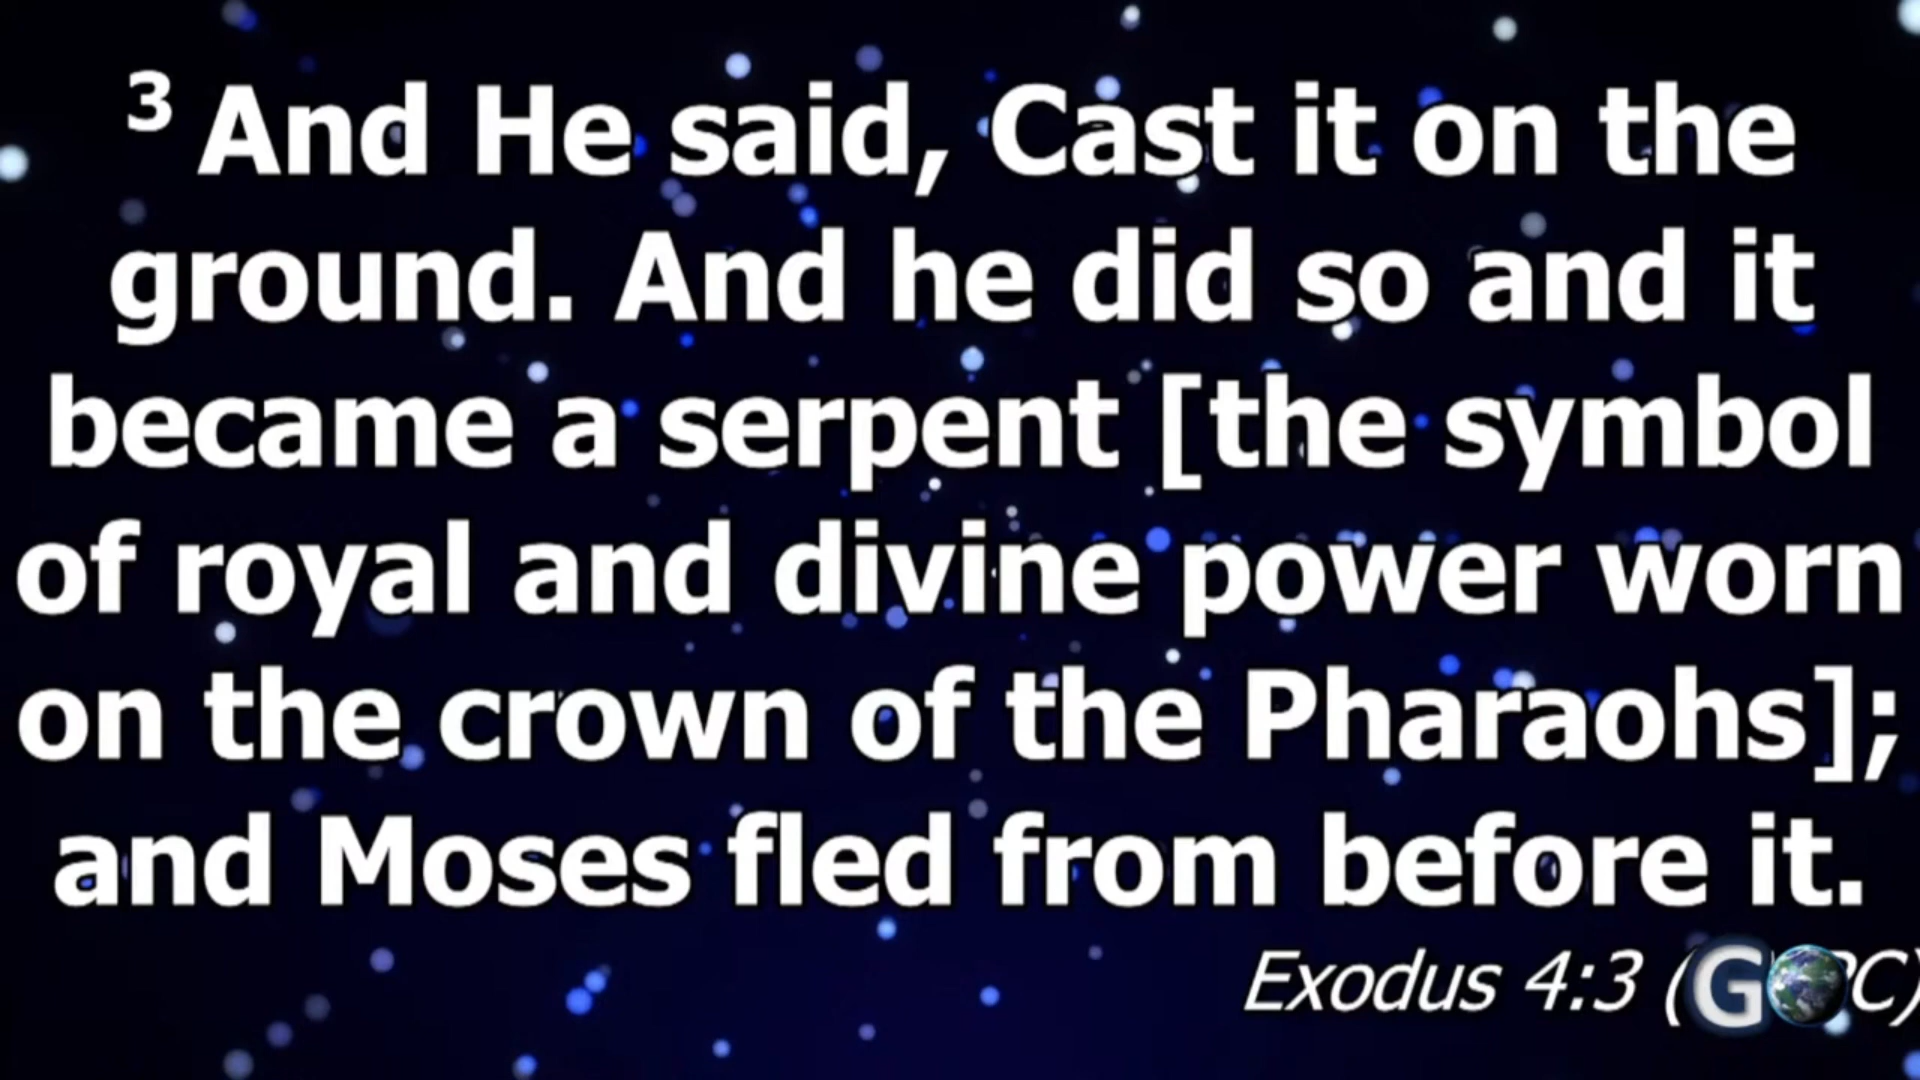 3 And He said, Cast it on the
ground. And he did so and it
became a serpent [the symbol
of royal and divine power worn
on the crown of the Pharaohs];
and Moses fled from before it.
Exodus 4:3
G